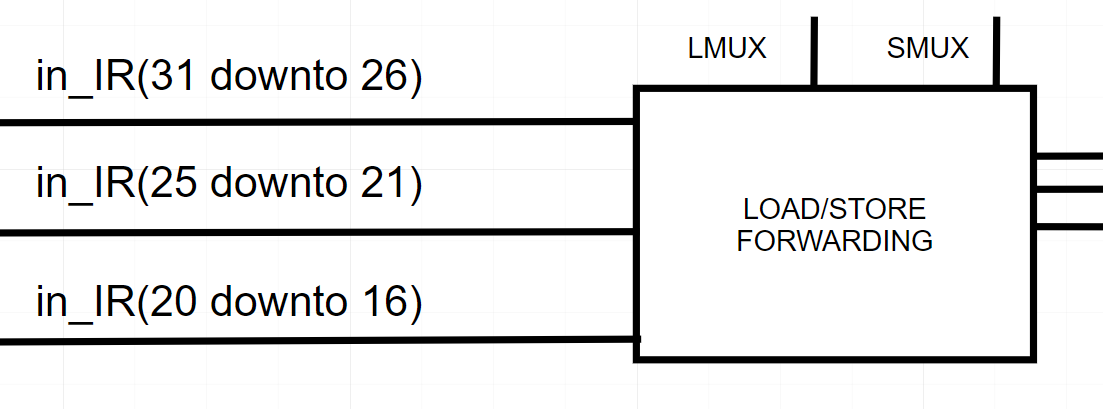 in_IR(31 downto 26)
LMUX
SMUX
in_IR(25 downto 21)
LOAD/STORE
FORWARDING
in_IR(20 downto 16)